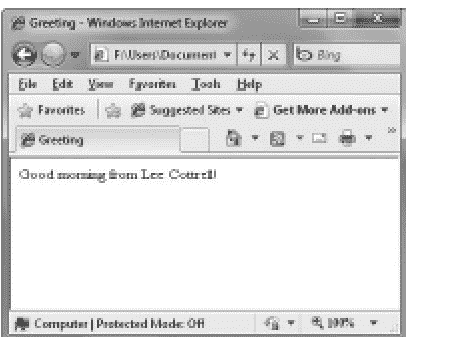 Greeting - Windows Internet Explorer
F:\Users\Document
Bing
File Edit View Favorites Tools Help
Favorites Suggested Sites Get More Add-ons
Greeting
Good morning from Lee Cottrell!
Computer | Protected Mode: Off 100%